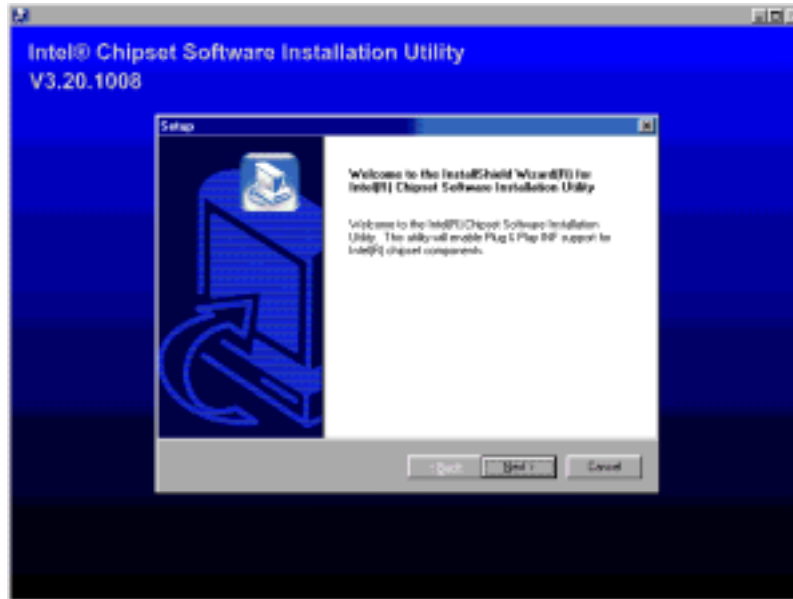 Intel® Chipset Software Installation Utility
V3.20.1008
Setup
Welcome to the InstallShield Wizard(R) for
Intel(R) Chipset Software Installation Utility
Welcome to the Intel(R) Chipset Software Installation
Utility. This utility will enable Plug & Play INF support for
Intel(R) chipset components.
< Back
Next >
Cancel